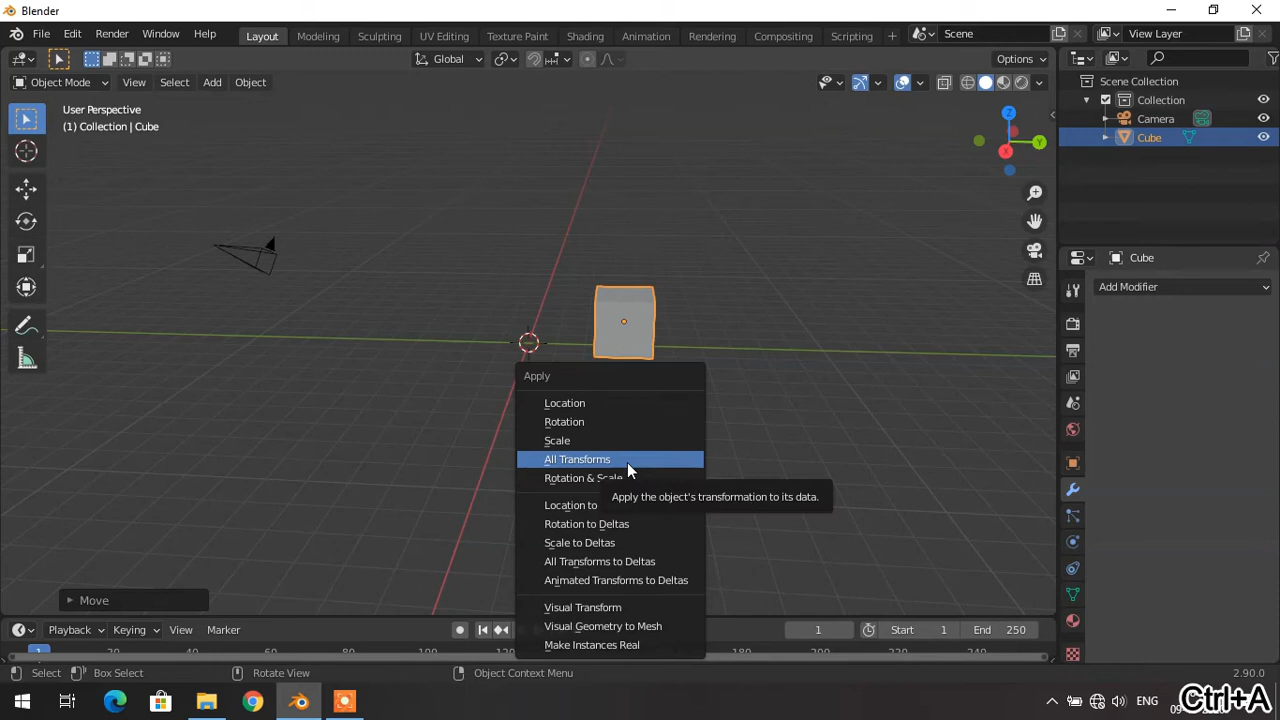 Blender
File Edit Render Window Help
Layout Modeling Sculpting UV Editing Texture Paint Shading Animation Rendering Compositing Scripting + Scene View Layer
Global Options
Object Mode View Select Add Object
User Perspective
(1) Collection | Cube
Z
Y
X
Scene Collection
Collection
Camera
Cube
Cube
Add Modifier
Apply
Location
Rotation
Scale
All Transforms
Rotation & Scale
Apply the object's transformation to its data.
Location to
Rotation to Deltas
Scale to Deltas
All Transforms to Deltas
Animated Transforms to Deltas
Visual Transform
Visual Geometry to Mesh
Make Instances Real
Move
Playback Keying View Marker 1 Start 1 End 250
1 20 40 60 80 100 120 240
Select Box Select Rotate View Object Context Menu 2.90.0
ENG
Ctrl+A